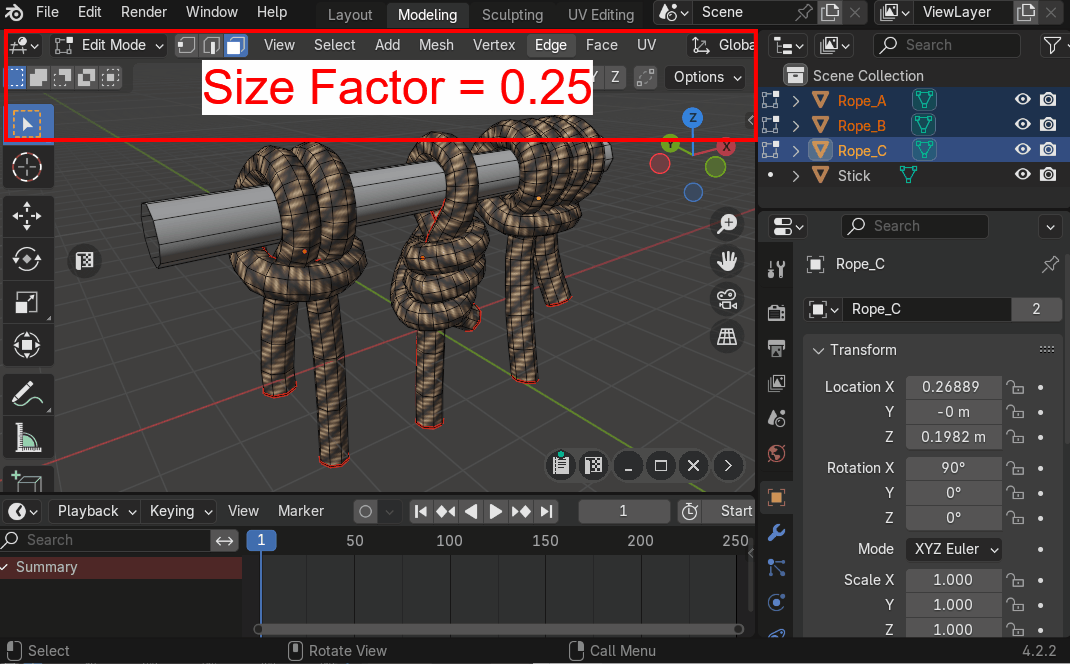 File Edit Render Window Help Layout Modeling Sculpting UV Editing Scene ViewLayer
Edit Mode View Select Add Mesh Vertex Edge Face UV Globa Search
Size Factor = 0.25 Y Z Options
Scene Collection
Rope_A
Rope_B
Rope_C
Stick
Z
Y
X
Search
Rope_C
Rope_C 2
Transform
Location X 0.26889
Y -0 m
Z 0.1982 m
Rotation X 90°
Y 0°
Z 0°
Mode XYZ Euler
Scale X 1.000
Y 1.000
Z 1.000
Playback Keying View Marker 1 Start
Search 1 50 100 150 200 250
Summary
Select Rotate View Call Menu 4.2.2